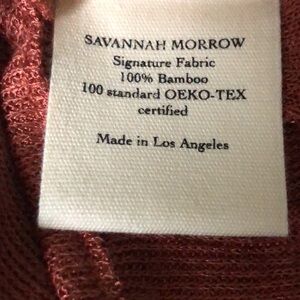 SAVANNAH MORROW
Signature Fabric
100% Bamboo
100 standard OEKO-TEX
certified
Made in Los Angeles